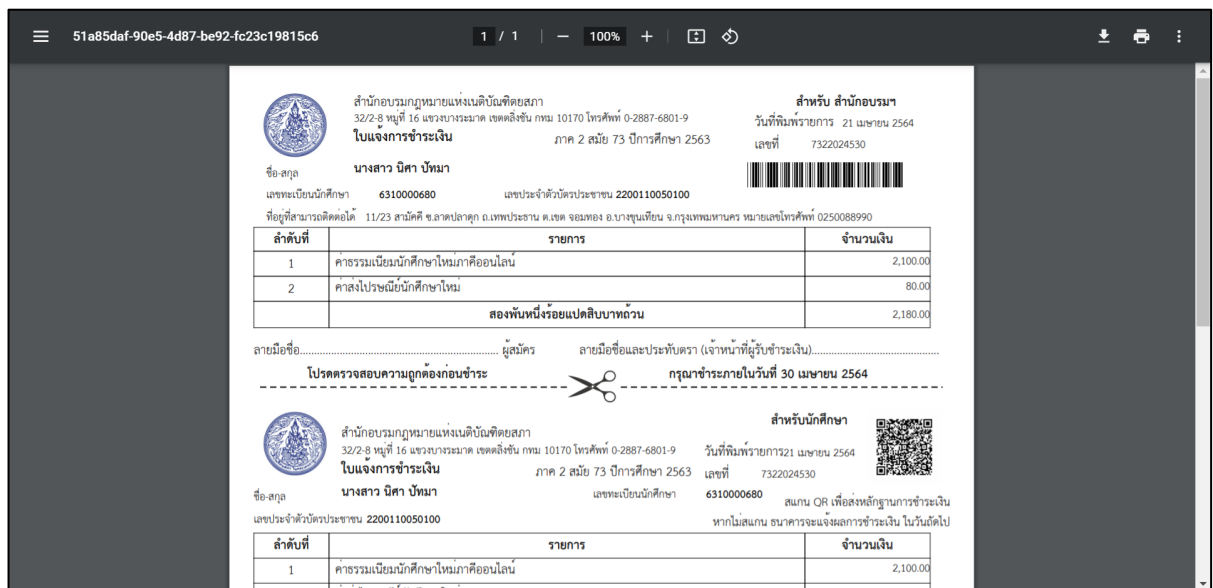 51a85daf-90e5-4d87-be92-fc23c19815c6 1 / 1 100%
สำนักอบรมกฎหมายแห่งเนติบัณฑิตยสภา สำหรับ สำนักอบรมฯ
32/2-8 หมู่ที่ 16 แขวงบางระมาด เขตตลิ่งชัน กทม 10170 โทรศัพท์ 0-2887-6801-9 วันที่พิมพ์รายการ 21 เมษายน 2564
ใบแจ้งการชำระเงิน ภาค 2 สมัย 73 ปีการศึกษา 2563 เลขที่ 7322024530
ชื่อ-สกุล นางสาว นิศา ปัทมา
เลขทะเบียนนักศึกษา 6310000680 เลขประจำตัวบัตรประชาชน 2200110050100
ที่อยู่ที่สามารถติดต่อได้ 11/23 สามัคคี ซ.ลาดปลาดุก ถ.เทพประธาน ต.เขต จอมทอง อ.บางขุนเทียน จ.กรุงเทพมหานคร หมายเลขโทรศัพท์ 0250088990
ลำดับที่ รายการ จำนวนเงิน
1 ค่าธรรมเนียมนักศึกษาใหม่ภาคีออนไลน์ 2,100.00
2 ค่าส่งไปรษณีย์นักศึกษาใหม่ 80.00
สองพันหนึ่งร้อยแปดสิบบาทถ้วน 2,180.00
ลายมือชื่อ.................................................................. ผู้สมัคร ลายมือชื่อและประทับตรา (เจ้าหน้าที่ผู้รับชำระเงิน)..........................................
โปรดตรวจสอบความถูกต้องก่อนชำระ กรุณาชำระภายในวันที่ 30 เมษายน 2564
สำหรับนักศึกษา
สำนักอบรมกฎหมายแห่งเนติบัณฑิตยสภา
32/2-8 หมู่ที่ 16 แขวงบางระมาด เขตตลิ่งชัน กทม 10170 โทรศัพท์ 0-2887-6801-9 วันที่พิมพ์รายการ21 เมษายน 2564
ใบแจ้งการชำระเงิน ภาค 2 สมัย 73 ปีการศึกษา 2563 เลขที่ 7322024530
ชื่อ-สกุล นางสาว นิศา ปัทมา เลขทะเบียนนักศึกษา 6310000680
สแกน QR เพื่อส่งหลักฐานการชำระเงิน
เลขประจำตัวบัตรประชาชน 2200110050100 หากไม่สแกน ธนาคารจะแจ้งผลการชำระเงิน ในวันถัดไป
ลำดับที่ รายการ จำนวนเงิน
1 ค่าธรรมเนียมนักศึกษาใหม่ภาคีออนไลน์ 2,100.00